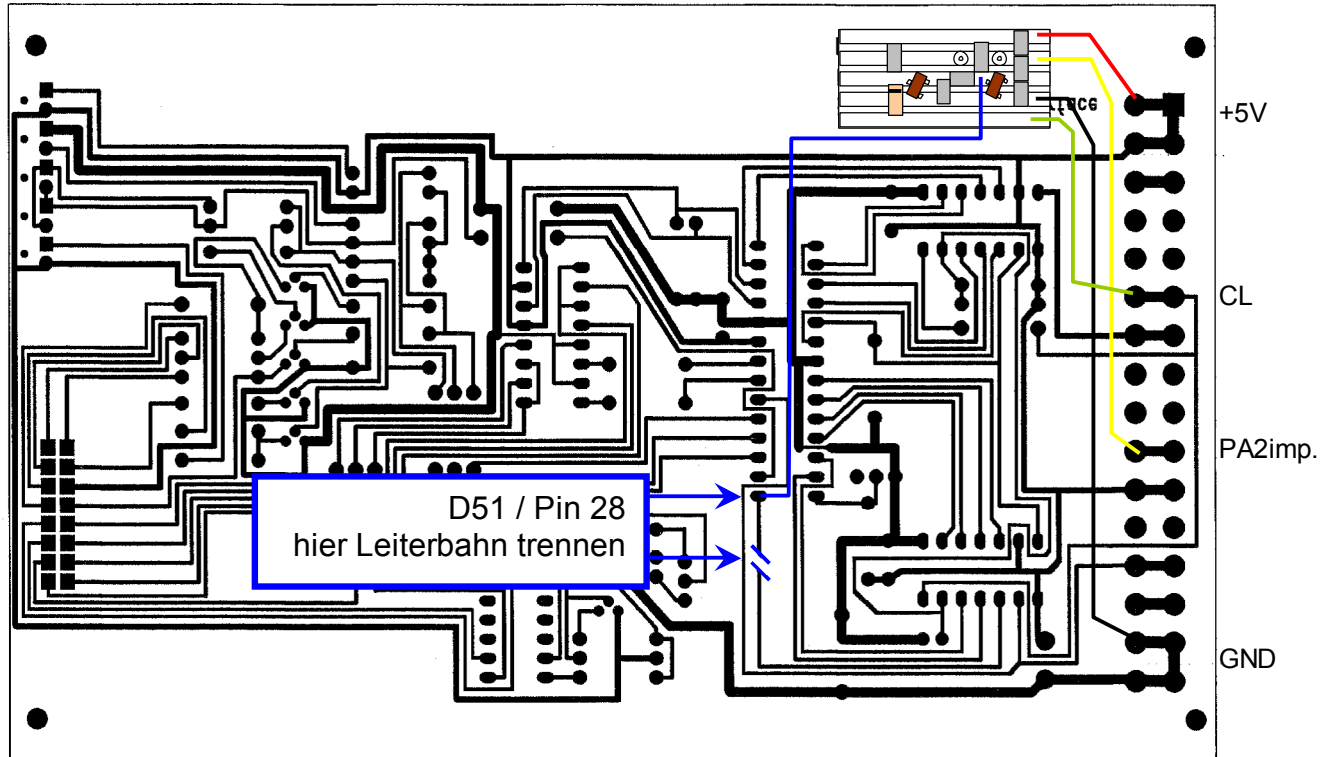 +5V
CL
PA2imp.
GND
D51 / Pin 28
hier Leiterbahn trennen